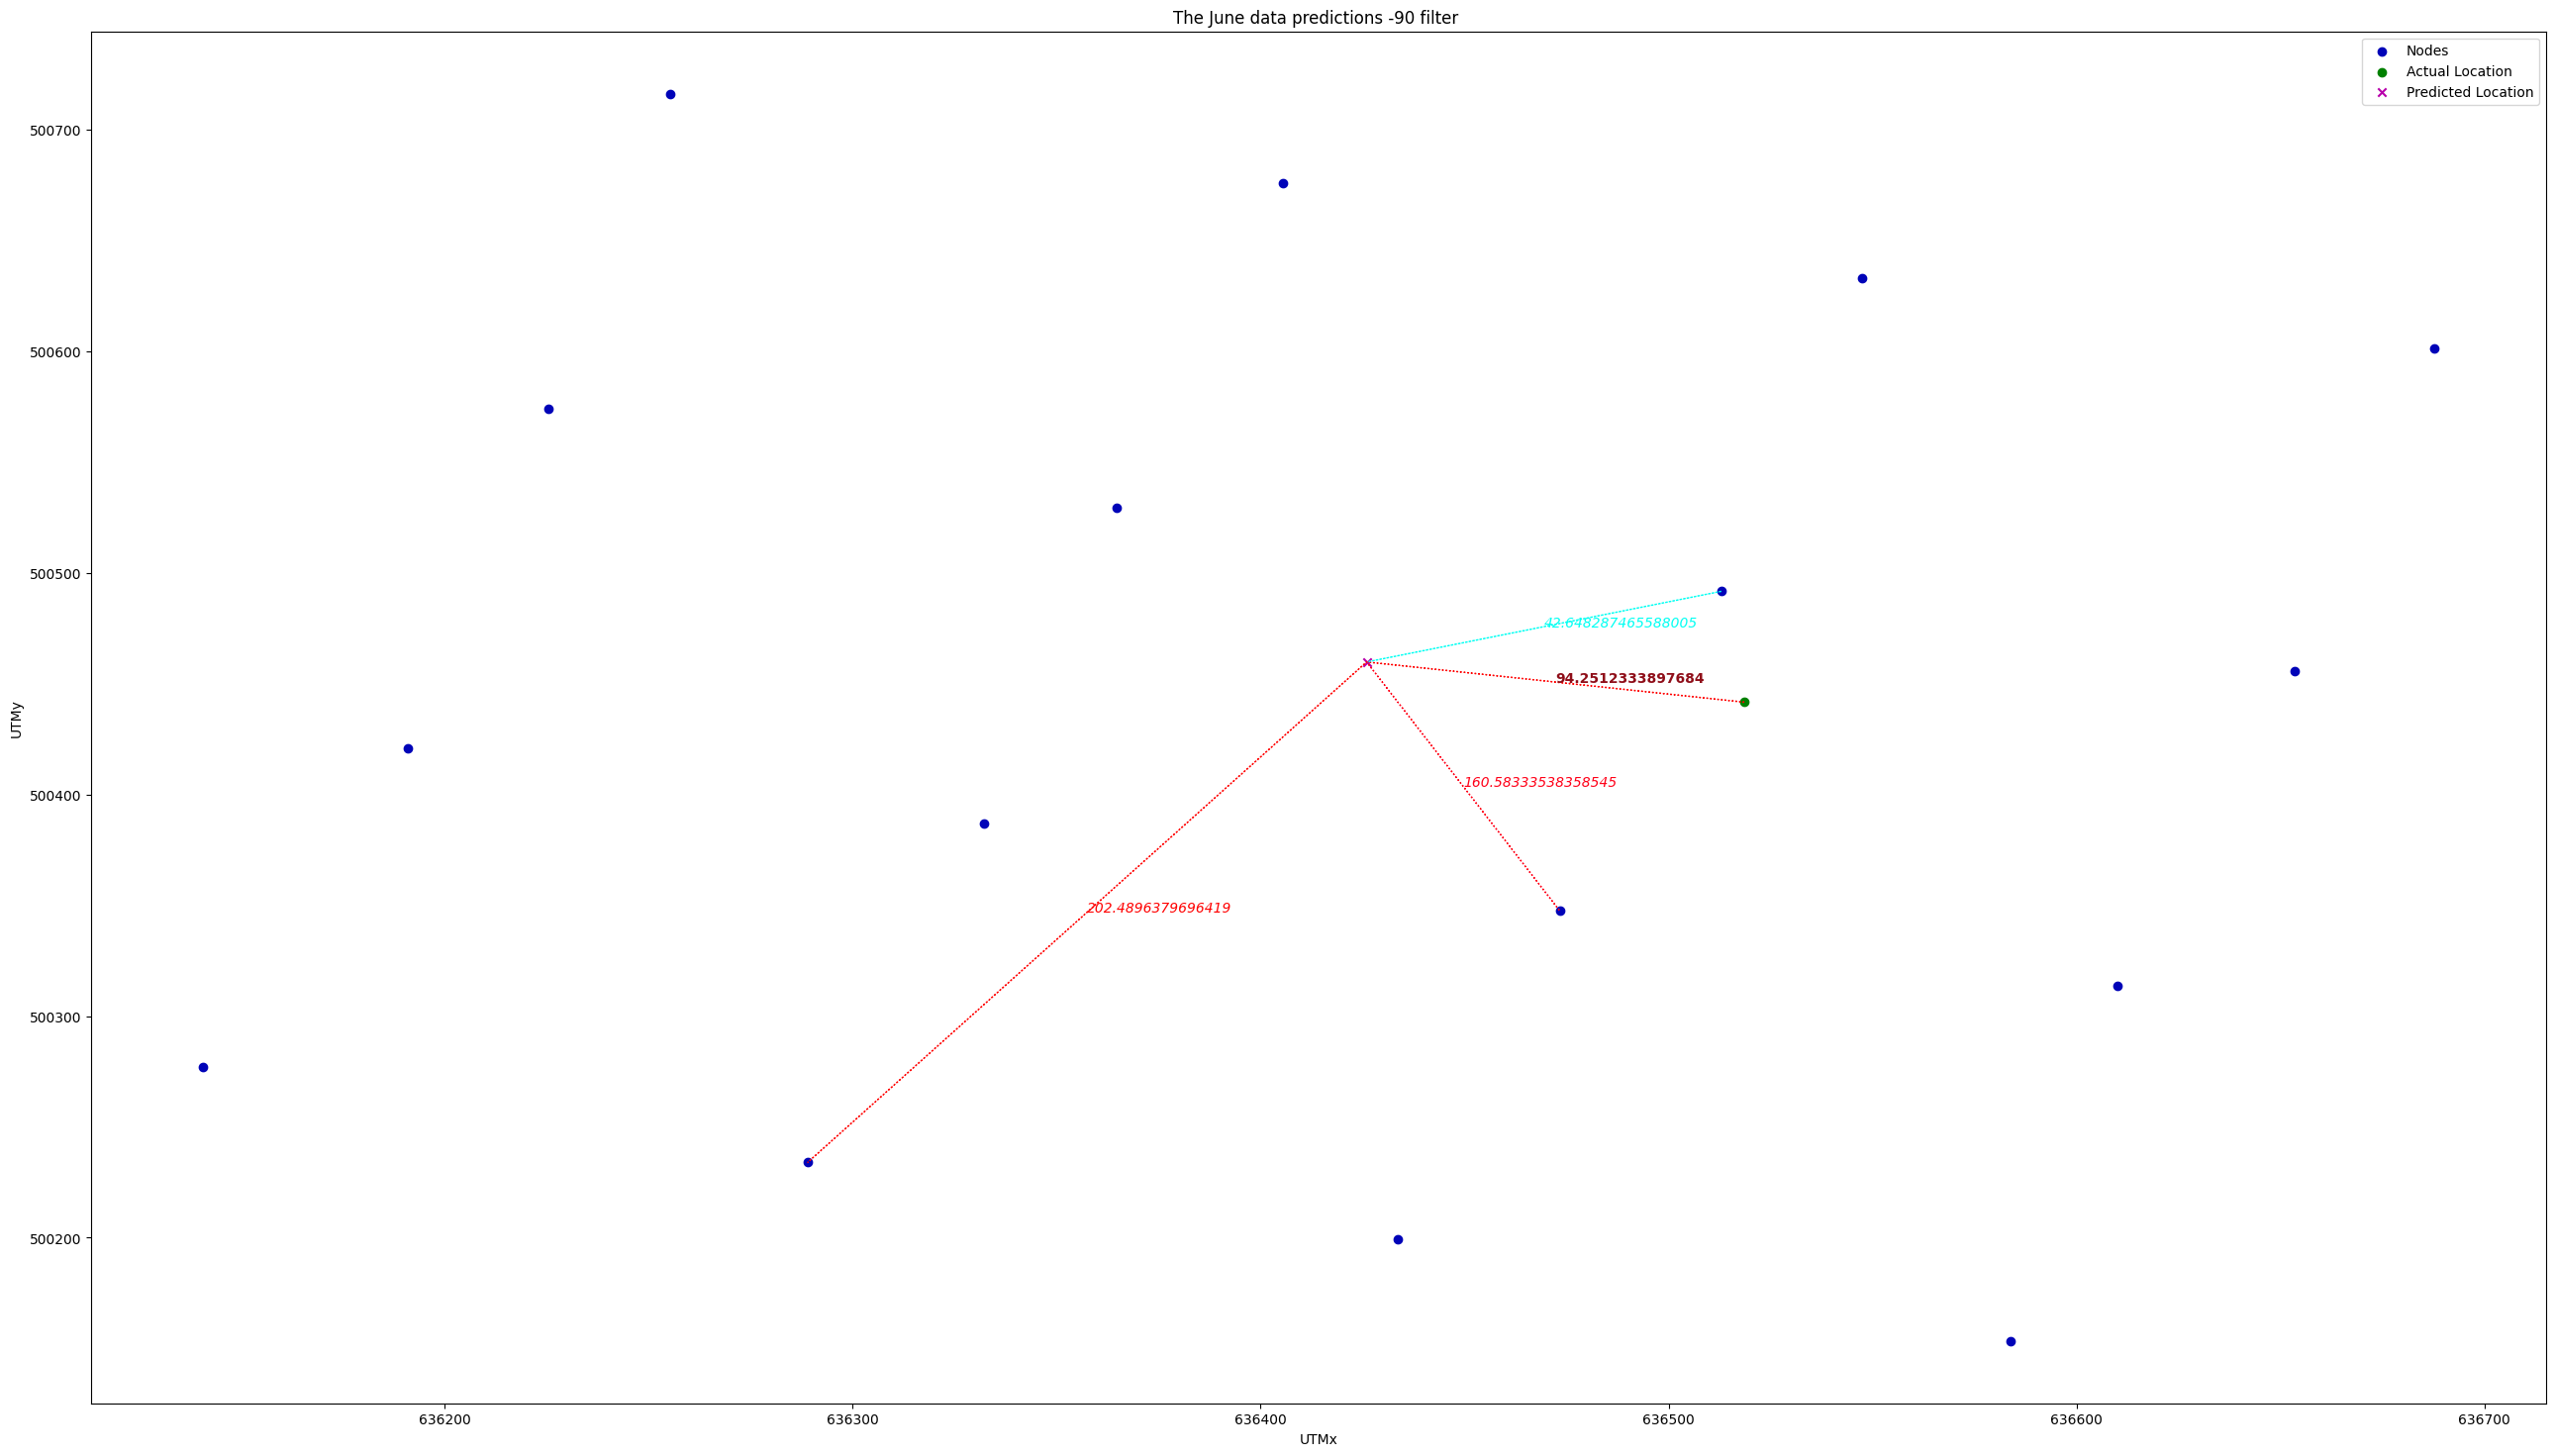 The June data predictions -90 filter
Nodes
Actual Location
Predicted Location
500700
500600
500500
500400
500300
500200
UTMy
42.648287465588005
94.2512333897684
160.58333538358545
202.4896379696419
636200
636300
636400
636500
636600
636700
UTMx